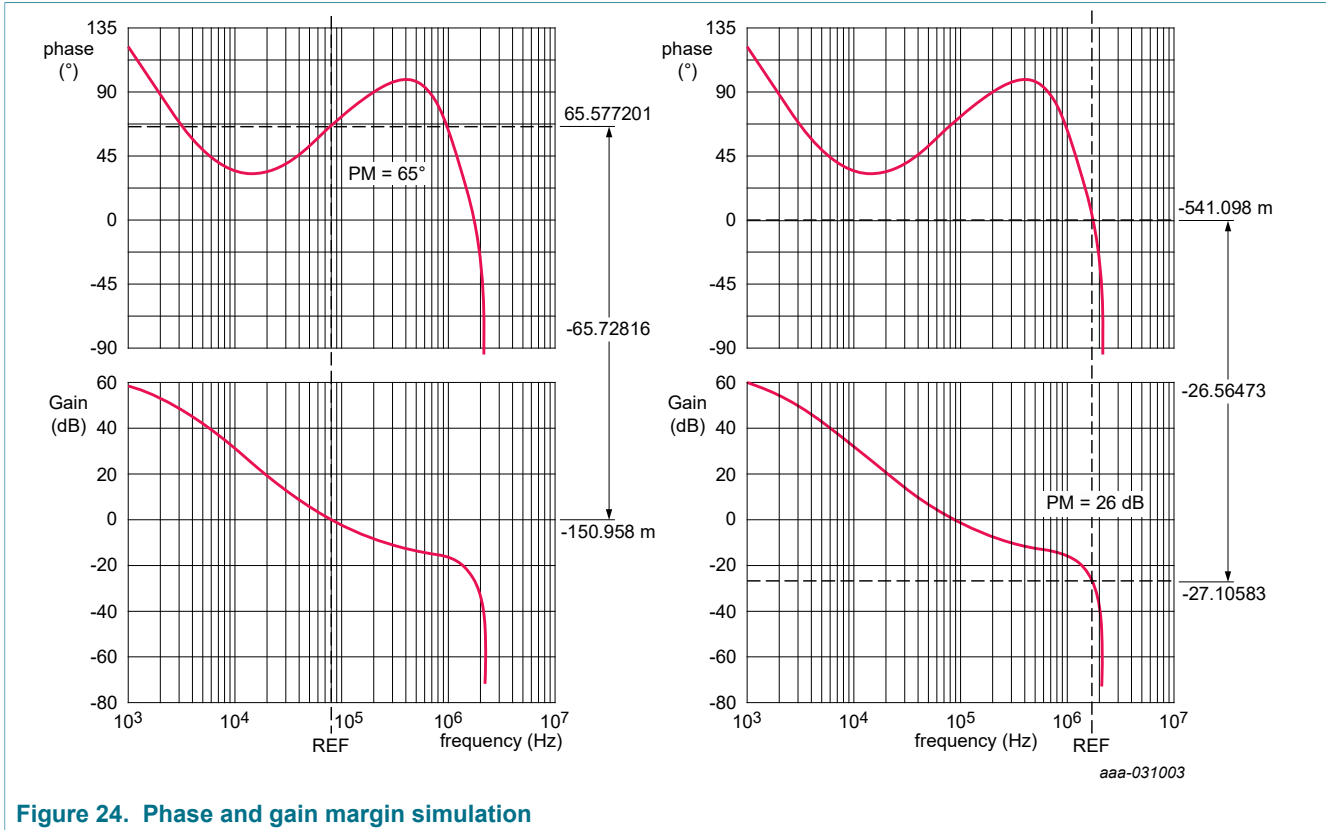 135
phase
(°)
90
45
0
-45
-90
PM = 65°
65.577201
-65.72816
-150.958 m
60
Gain
(dB)
40
20
0
-20
-40
-60
-80
10³
10⁴
10⁵
10⁶
10⁷
REF
frequency (Hz)
135
phase
(°)
90
45
0
-45
-90
-541.098 m
-26.56473
-27.10583
60
Gain
(dB)
40
20
0
-20
-40
-60
-80
PM = 26 dB
10³
10⁴
10⁵
10⁶
10⁷
frequency (Hz)
REF
aaa-031003
Figure 24. Phase and gain margin simulation